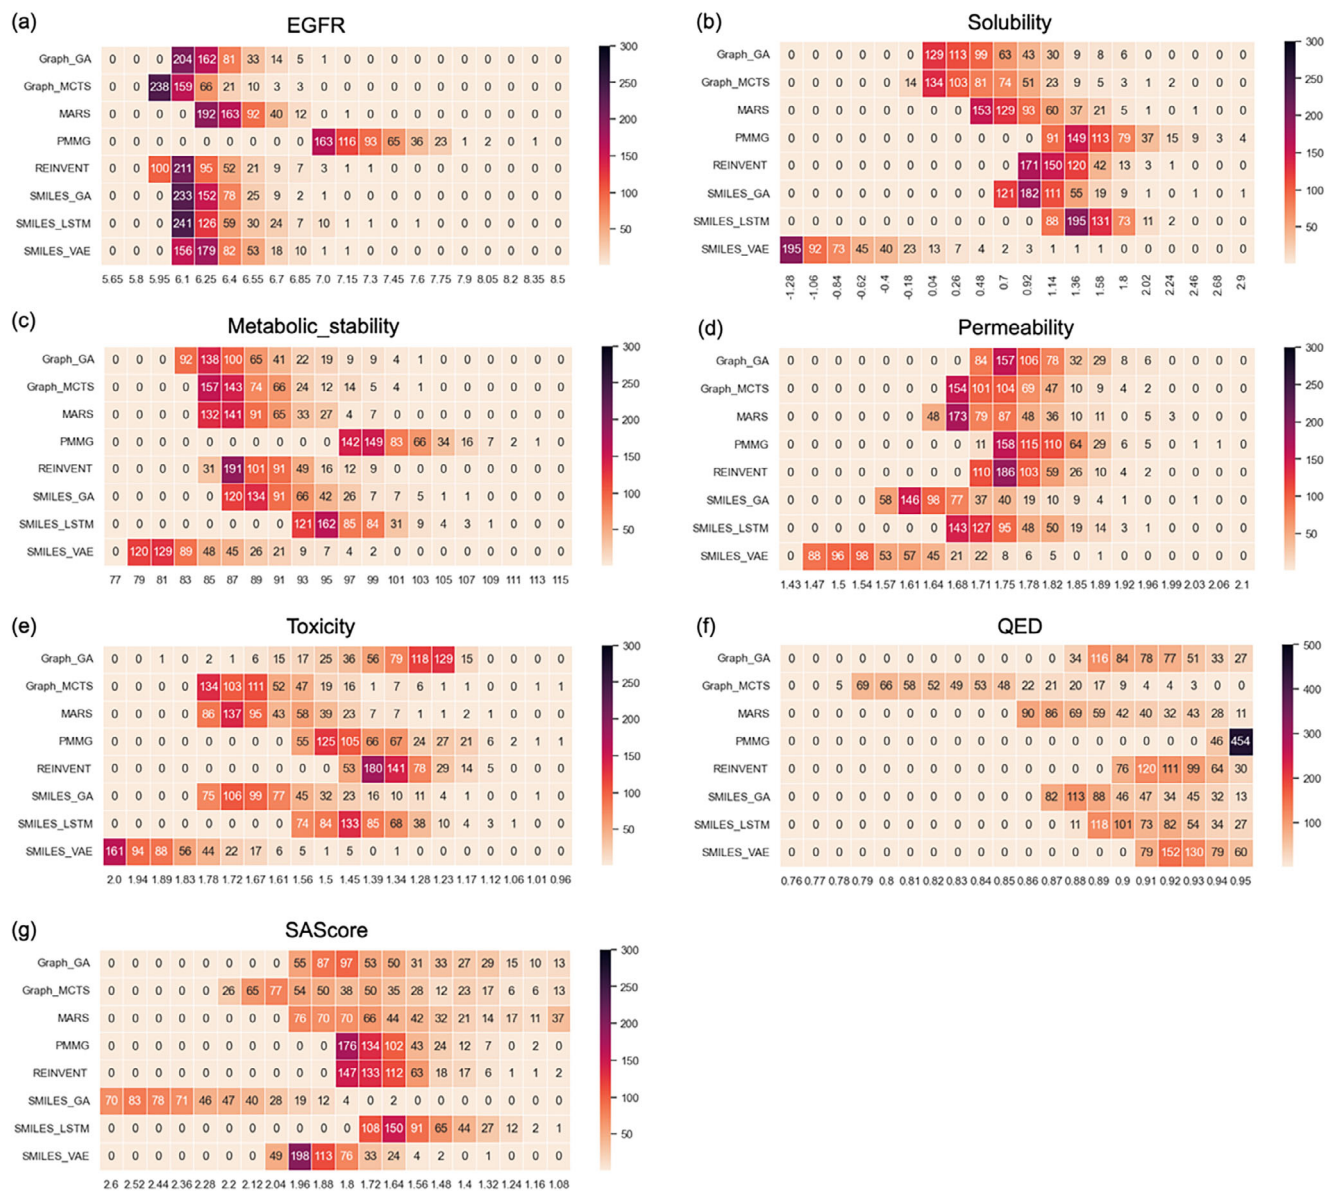 (a) EGFR
Graph_GA 0 0 0 204 162 81 33 14 5 1 0 0 0 0 0 0 0 0 0 0
Graph_MCTS 0 0 238 159 66 21 10 3 3 0 0 0 0 0 0 0 0 0 0 0
MARS 0 0 0 0 192 163 92 40 12 0 1 0 0 0 0 0 0 0 0 0
PMMG 0 0 0 0 0 0 0 0 0 163 116 93 65 36 23 1 2 0 1 0
REINVENT 0 0 100 211 95 52 21 9 7 3 1 1 0 0 0 0 0 0 0 0
SMILES_GA 0 0 0 233 152 78 25 9 2 1 0 0 0 0 0 0 0 0 0 0
SMILES_LSTM 0 0 0 241 126 59 30 24 7 10 1 1 0 1 0 0 0 0 0 0
SMILES_VAE 0 0 0 156 179 82 53 18 10 1 1 0 0 0 0 0 0 0 0 0
5.65 5.8 5.95 6.1 6.25 6.4 6.55 6.7 6.85 7.0 7.15 7.3 7.45 7.6 7.75 7.9 8.05 8.2 8.35 8.5
300
250
200
150
100
50
(b) Solubility
Graph_GA 0 0 0 0 0 0 129 113 99 63 43 30 9 8 6 0 0 0 0 0
Graph_MCTS 0 0 0 0 0 14 134 103 81 74 51 23 9 5 3 1 2 0 0 0
MARS 0 0 0 0 0 0 0 0 153 129 93 60 37 21 5 1 0 1 0 0
PMMG 0 0 0 0 0 0 0 0 0 0 0 91 149 113 79 37 15 9 3 4
REINVENT 0 0 0 0 0 0 0 0 0 0 171 150 120 42 13 3 1 0 0 0
SMILES_GA 0 0 0 0 0 0 0 0 0 121 182 111 55 19 9 1 0 1 0 1
SMILES_LSTM 0 0 0 0 0 0 0 0 0 0 0 88 195 131 73 11 2 0 0 0
SMILES_VAE 195 92 73 45 40 23 13 7 4 2 3 1 1 1 0 0 0 0 0 0
-1.28 -1.06 -0.84 -0.62 -0.4 -0.18 0.04 0.26 0.48 0.7 0.92 1.14 1.36 1.58 1.8 2.02 2.24 2.46 2.68 2.9
300
250
200
150
100
50
(c) Metabolic_stability
Graph_GA 0 0 0 92 138 100 65 41 22 19 9 9 4 1 0 0 0 0 0 0
Graph_MCTS 0 0 0 0 157 143 74 66 24 12 14 5 4 1 0 0 0 0 0 0
MARS 0 0 0 0 132 141 91 65 33 27 4 7 0 0 0 0 0 0 0 0
PMMG 0 0 0 0 0 0 0 0 0 0 142 149 83 66 34 16 7 2 1 0
REINVENT 0 0 0 0 31 191 101 91 49 16 12 9 0 0 0 0 0 0 0 0
SMILES_GA 0 0 0 0 0 120 134 91 66 42 26 7 7 5 1 1 0 0 0 0
SMILES_LSTM 0 0 0 0 0 0 0 0 121 162 85 84 31 9 4 3 1 0 0 0
SMILES_VAE 0 120 129 89 48 45 26 21 9 7 4 2 0 0 0 0 0 0 0 0
77 79 81 83 85 87 89 91 93 95 97 99 101 103 105 107 109 111 113 115
300
250
200
150
100
50
(d) Permeability
Graph_GA 0 0 0 0 0 0 0 0 84 157 106 78 32 29 8 6 0 0 0 0
Graph_MCTS 0 0 0 0 0 0 0 154 101 104 69 47 10 9 4 2 0 0 0 0
MARS 0 0 0 0 0 0 48 173 79 87 48 36 10 11 0 5 3 0 0 0
PMMG 0 0 0 0 0 0 0 0 11 158 115 110 64 29 6 5 0 1 1 0
REINVENT 0 0 0 0 0 0 0 0 110 186 103 59 26 10 4 2 0 0 0 0
SMILES_GA 0 0 0 0 58 146 98 77 37 40 19 10 9 4 1 0 0 1 0 0
SMILES_LSTM 0 0 0 0 0 0 0 143 127 95 48 50 19 14 3 1 0 0 0 0
SMILES_VAE 0 88 96 98 53 57 45 21 22 8 6 5 0 1 0 0 0 0 0 0
1.43 1.47 1.5 1.54 1.57 1.61 1.64 1.68 1.71 1.75 1.78 1.82 1.85 1.89 1.92 1.96 1.99 2.03 2.06 2.1
300
250
200
150
100
50
(e) Toxicity
Graph_GA 0 0 1 0 2 1 6 15 17 25 36 56 79 118 129 15 0 0 0 0
Graph_MCTS 0 0 0 0 134 103 111 52 47 19 16 1 7 6 1 1 0 0 1 1
MARS 0 0 0 0 86 137 95 43 58 39 23 7 7 1 1 2 1 0 0 0
PMMG 0 0 0 0 0 0 0 0 55 125 105 66 67 24 27 21 6 2 1 1
REINVENT 0 0 0 0 0 0 0 0 0 0 53 180 141 78 29 14 5 0 0 0
SMILES_GA 0 0 0 0 75 106 99 77 45 32 23 16 10 11 4 1 0 0 1 0
SMILES_LSTM 0 0 0 0 0 0 0 0 74 84 133 85 68 38 10 4 3 1 0 0
SMILES_VAE 161 94 88 56 44 22 17 6 5 1 5 0 1 0 0 0 0 0 0 0
2.0 1.94 1.89 1.83 1.78 1.72 1.67 1.61 1.56 1.5 1.45 1.39 1.34 1.28 1.23 1.17 1.12 1.06 1.01 0.96
300
250
200
150
100
50
(f) QED
Graph_GA 0 0 0 0 0 0 0 0 0 0 0 0 34 116 84 78 77 51 33 27
Graph_MCTS 0 0 5 69 66 58 52 49 53 48 22 21 20 17 9 4 4 3 0 0
MARS 0 0 0 0 0 0 0 0 0 0 90 86 69 59 42 40 32 43 28 11
PMMG 0 0 0 0 0 0 0 0 0 0 0 0 0 0 0 0 0 0 46 454
REINVENT 0 0 0 0 0 0 0 0 0 0 0 0 0 0 76 120 111 99 64 30
SMILES_GA 0 0 0 0 0 0 0 0 0 0 0 82 113 88 46 47 34 45 32 13
SMILES_LSTM 0 0 0 0 0 0 0 0 0 0 0 0 11 118 101 73 82 54 34 27
SMILES_VAE 0 0 0 0 0 0 0 0 0 0 0 0 0 0 0 79 152 130 79 60
0.76 0.77 0.78 0.79 0.8 0.81 0.82 0.83 0.84 0.85 0.86 0.87 0.88 0.89 0.9 0.91 0.92 0.93 0.94 0.95
500
400
300
200
100
(g) SAScore
Graph_GA 0 0 0 0 0 0 0 0 55 87 97 53 50 31 33 27 29 15 10 13
Graph_MCTS 0 0 0 0 0 26 65 77 54 50 38 50 35 28 12 23 17 6 6 13
MARS 0 0 0 0 0 0 0 0 76 70 70 66 44 42 32 21 14 17 11 37
PMMG 0 0 0 0 0 0 0 0 0 0 176 134 102 43 24 12 7 0 2 0
REINVENT 0 0 0 0 0 0 0 0 0 0 147 133 112 63 18 17 6 1 1 2
SMILES_GA 70 83 78 71 46 47 40 28 19 12 4 0 2 0 0 0 0 0 0 0
SMILES_LSTM 0 0 0 0 0 0 0 0 0 0 0 108 150 91 65 44 27 12 2 1
SMILES_VAE 0 0 0 0 0 0 0 49 198 113 76 33 24 4 2 0 1 0 0 0
2.6 2.52 2.44 2.36 2.28 2.2 2.12 2.04 1.96 1.88 1.8 1.72 1.64 1.56 1.48 1.4 1.32 1.24 1.16 1.08
300
250
200
150
100
50